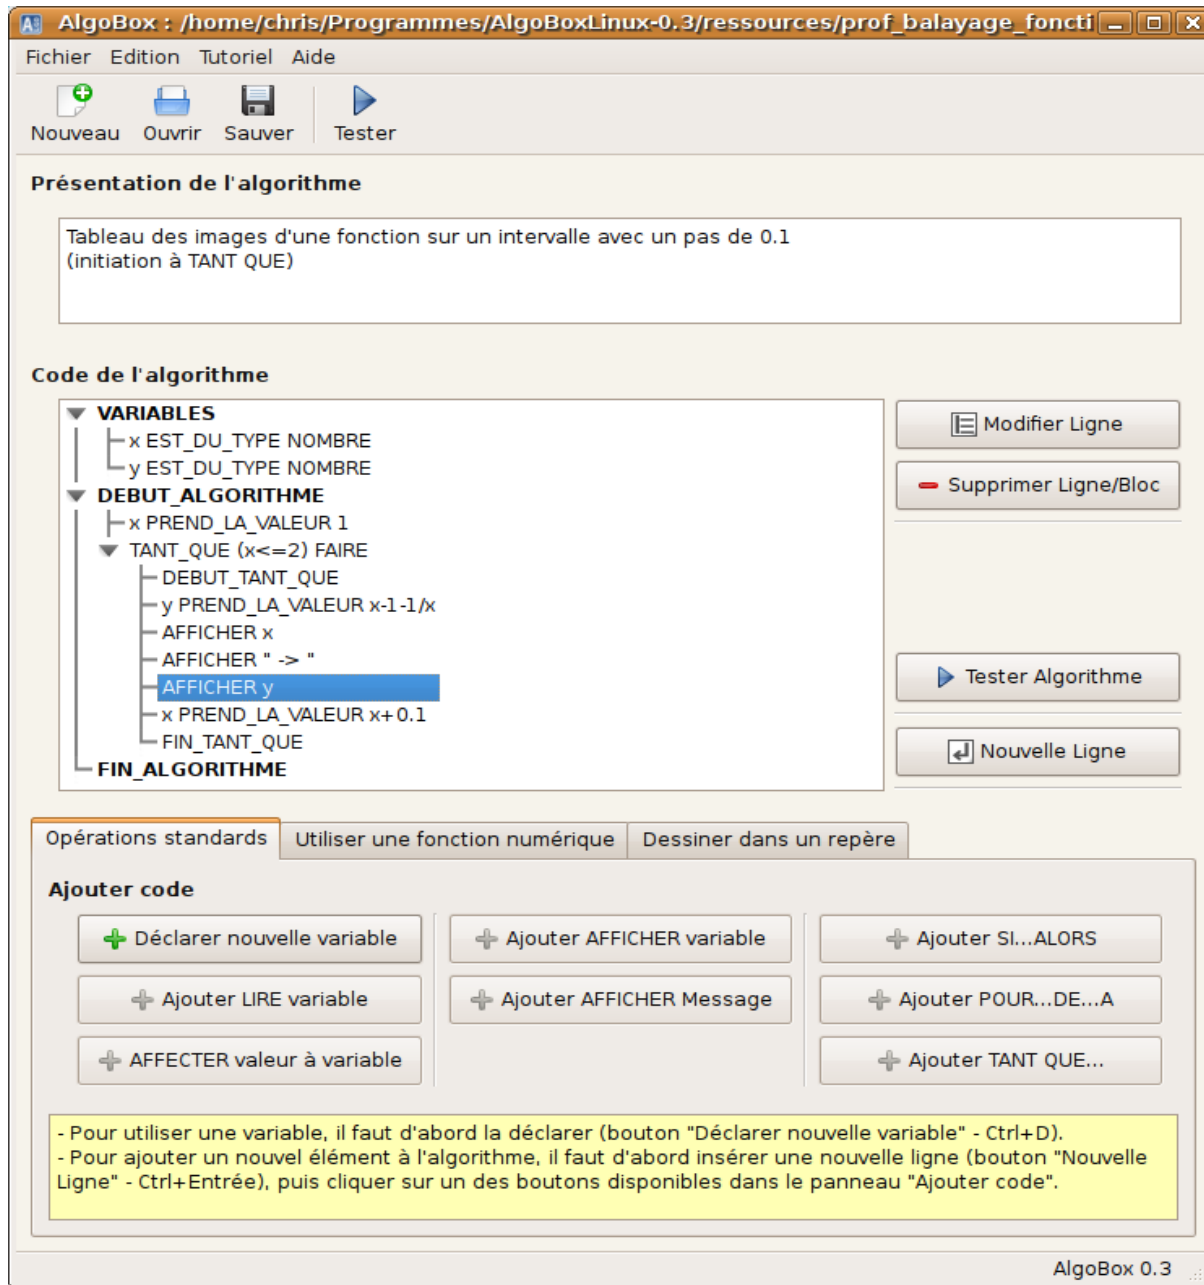 AlgoBox : /home/chris/Programmes/AlgoBoxLinux-0.3/ressources/prof_balayage_foncti
Fichier Edition Tutoriel Aide
Nouveau Ouvrir Sauver Tester
Présentation de l'algorithme
Tableau des images d'une fonction sur un intervalle avec un pas de 0.1
(initiation à TANT QUE)
Code de l'algorithme
VARIABLES
x EST_DU_TYPE NOMBRE
y EST_DU_TYPE NOMBRE
DEBUT_ALGORITHME
x PREND_LA_VALEUR 1
TANT_QUE (x<=2) FAIRE
DEBUT_TANT_QUE
y PREND_LA_VALEUR x-1-1/x
AFFICHER x
AFFICHER " -> "
AFFICHER y
x PREND_LA_VALEUR x+0.1
FIN_TANT_QUE
FIN_ALGORITHME
Modifier Ligne
Supprimer Ligne/Bloc
Tester Algorithme
Nouvelle Ligne
Opérations standards Utiliser une fonction numérique Dessiner dans un repère
Ajouter code
Déclarer nouvelle variable Ajouter AFFICHER variable Ajouter SI...ALORS
Ajouter LIRE variable Ajouter AFFICHER Message Ajouter POUR...DE...A
AFFECTER valeur à variable Ajouter TANT QUE...
- Pour utiliser une variable, il faut d'abord la déclarer (bouton "Déclarer nouvelle variable" - Ctrl+D).
- Pour ajouter un nouvel élément à l'algorithme, il faut d'abord insérer une nouvelle ligne (bouton "Nouvelle
Ligne" - Ctrl+Entrée), puis cliquer sur un des boutons disponibles dans le panneau "Ajouter code".
AlgoBox 0.3